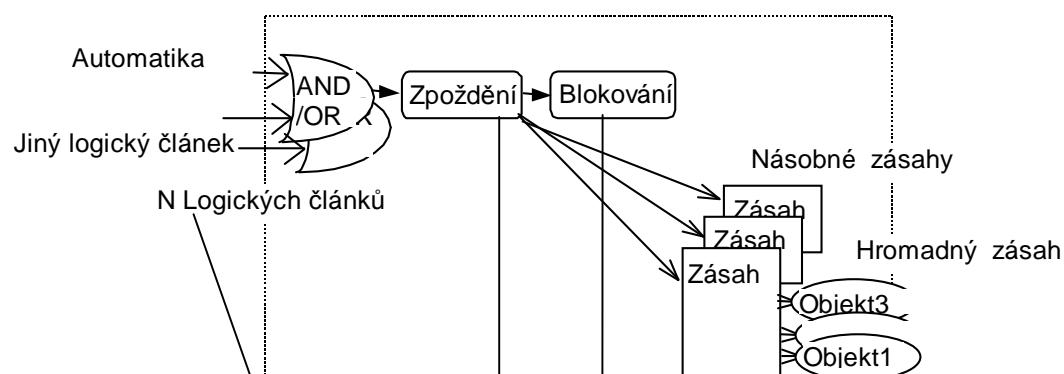 Automatika
AND
/OR
Zpoždění
Blokování
Jiný logický článek
N Logických článků
Násobné zásahy
Zásah
Zásah
Zásah
Hromadný zásah
Objekt3
Objekt1